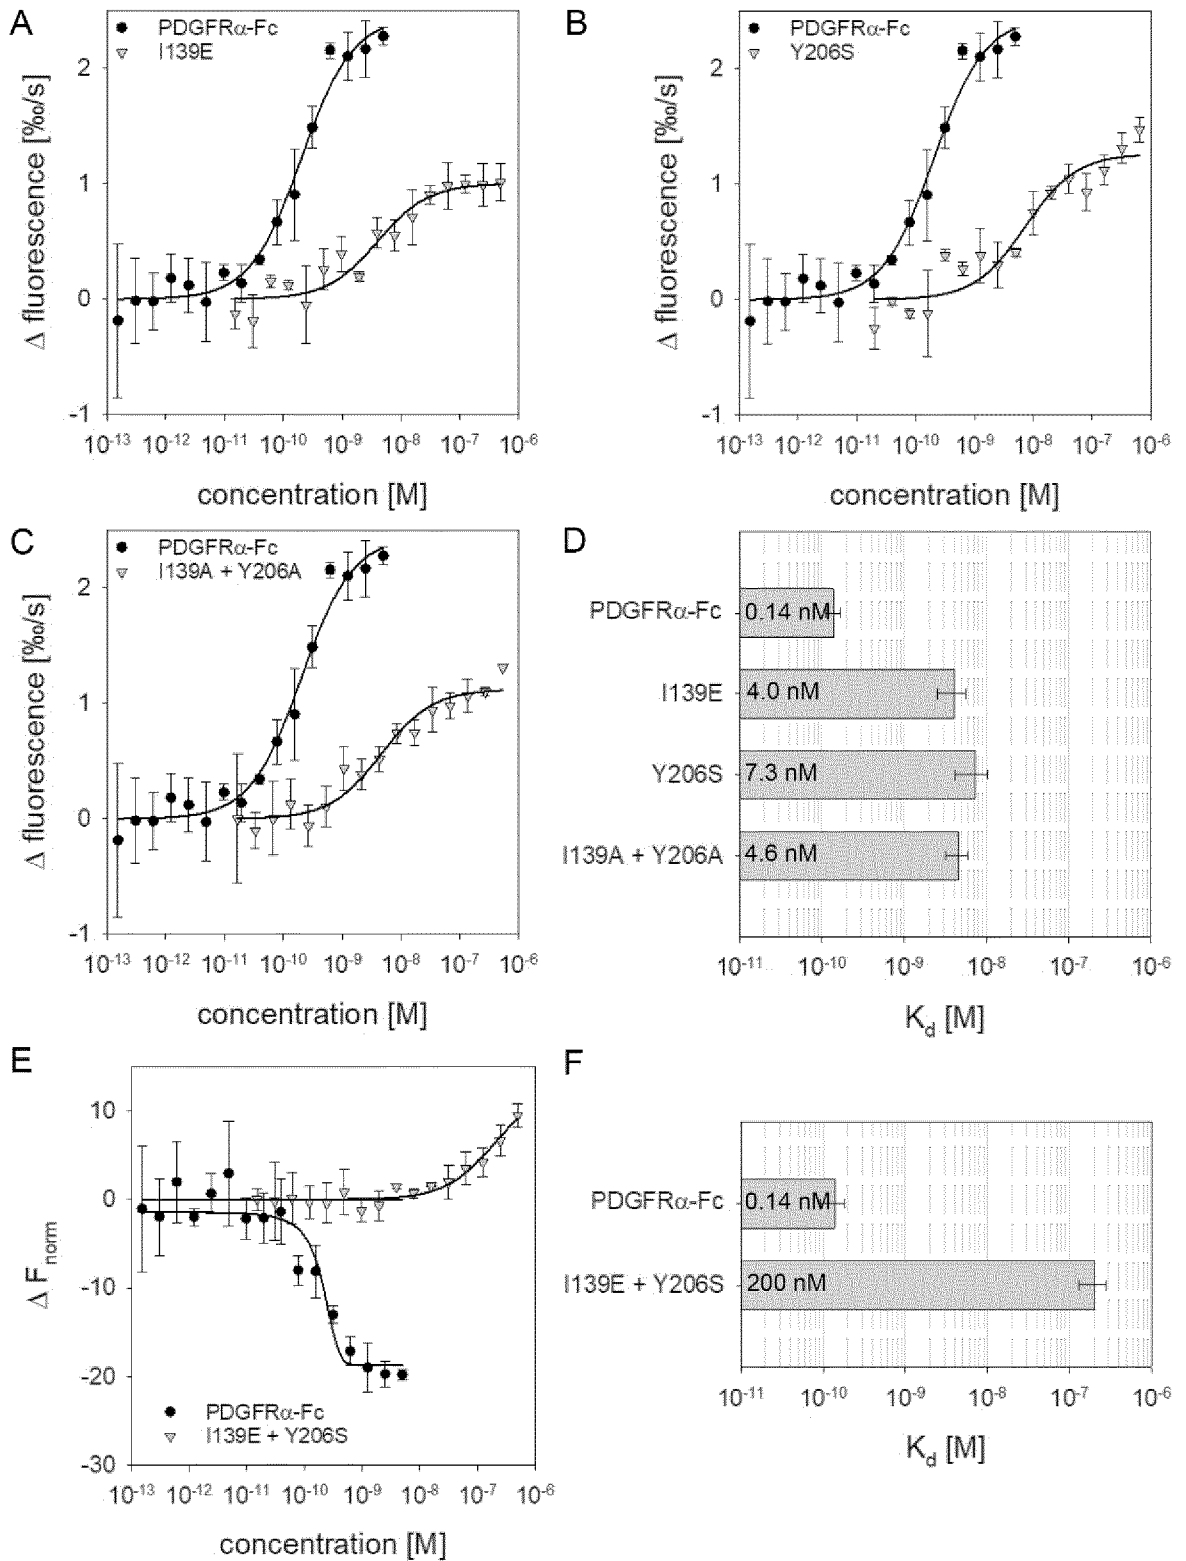 A
PDGFRα-Fc
I139E
Δ fluorescence [‰/s]
2
1
0
-1
10-13 10-12 10-11 10-10 10-9 10-8 10-7 10-6
concentration [M]
B
PDGFRα-Fc
Y206S
Δ fluorescence [‰/s]
2
1
0
-1
10-13 10-12 10-11 10-10 10-9 10-8 10-7 10-6
concentration [M]
C
PDGFRα-Fc
I139A + Y206A
Δ fluorescence [‰/s]
2
1
0
-1
10-13 10-12 10-11 10-10 10-9 10-8 10-7 10-6
concentration [M]
D
PDGFRα-Fc 0.14 nM
I139E 4.0 nM
Y206S 7.3 nM
I139A + Y206A 4.6 nM
10-11 10-10 10-9 10-8 10-7 10-6
Kd [M]
E
Δ Fnorm
10
0
-10
-20
-30
PDGFRα-Fc
I139E + Y206S
10-13 10-12 10-11 10-10 10-9 10-8 10-7 10-6
concentration [M]
F
PDGFRα-Fc 0.14 nM
I139E + Y206S 200 nM
10-11 10-10 10-9 10-8 10-7 10-6
Kd [M]